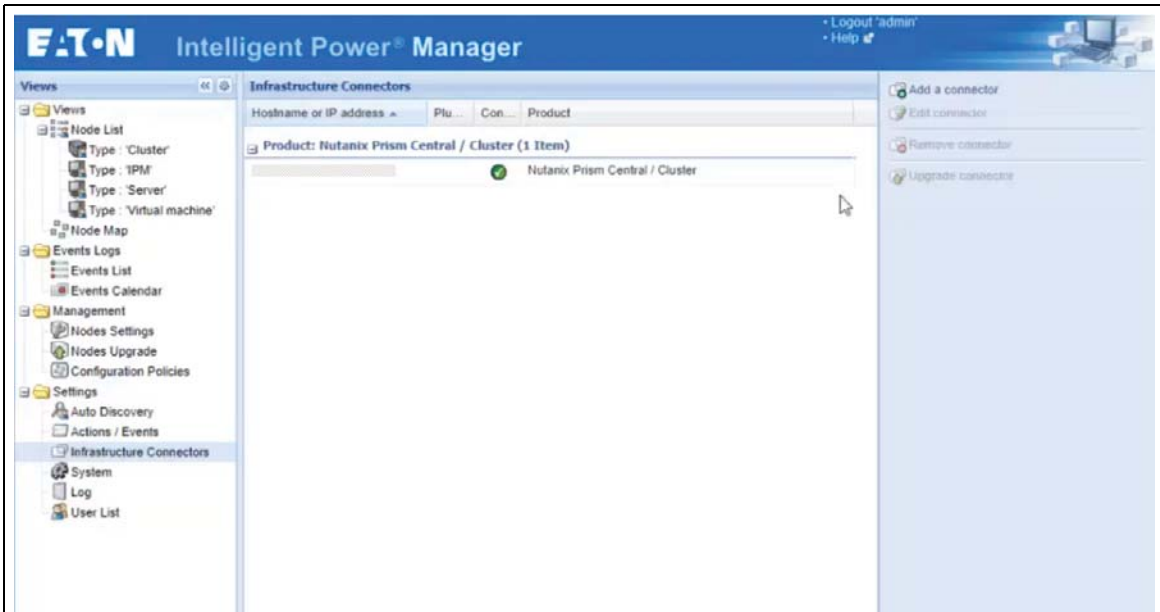 EATON Intelligent Power® Manager
• Logout 'admin'
• Help
Views
Views
Node List
Type : 'Cluster'
Type : 'IPM'
Type : 'Server'
Type : 'Virtual machine'
Node Map
Events Logs
Events List
Events Calendar
Management
Nodes Settings
Nodes Upgrade
Configuration Policies
Settings
Auto Discovery
Actions / Events
Infrastructure Connectors
System
Log
User List
Infrastructure Connectors
Hostname or IP address Plu... Con... Product
Product: Nutanix Prism Central / Cluster (1 Item)
Nutanix Prism Central / Cluster
Add a connector
Edit connector
Remove connector
Upgrade connector